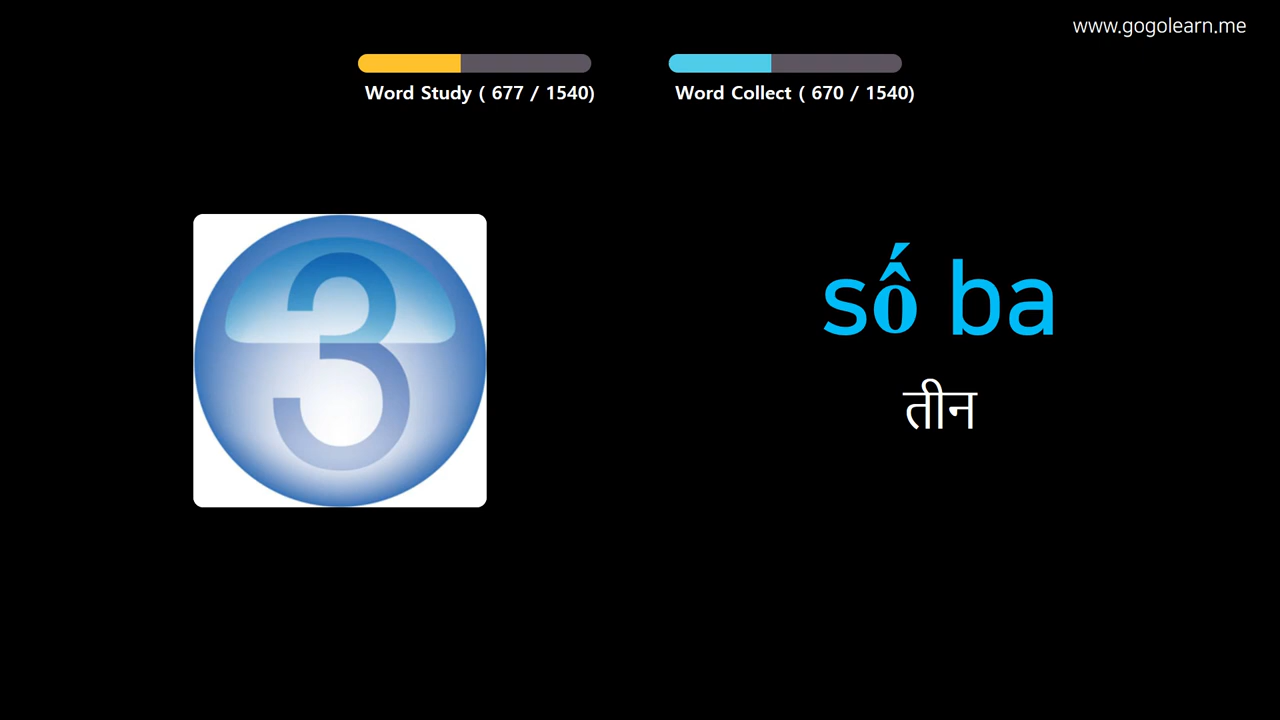 www.gogolearn.me
Word Study ( 677 / 1540)
Word Collect ( 670 / 1540)
3
số ba
तीन